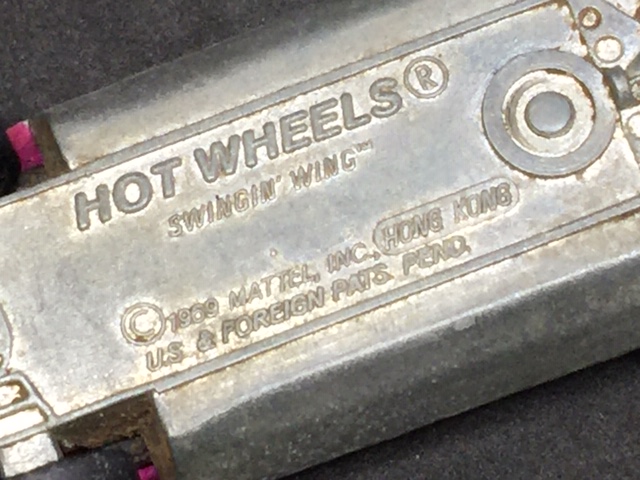 HOT WHEELS®
SWINGIN' WING™
©1969 MATTEL, INC., HONG KONG
U.S. & FOREIGN PATS. PEND.